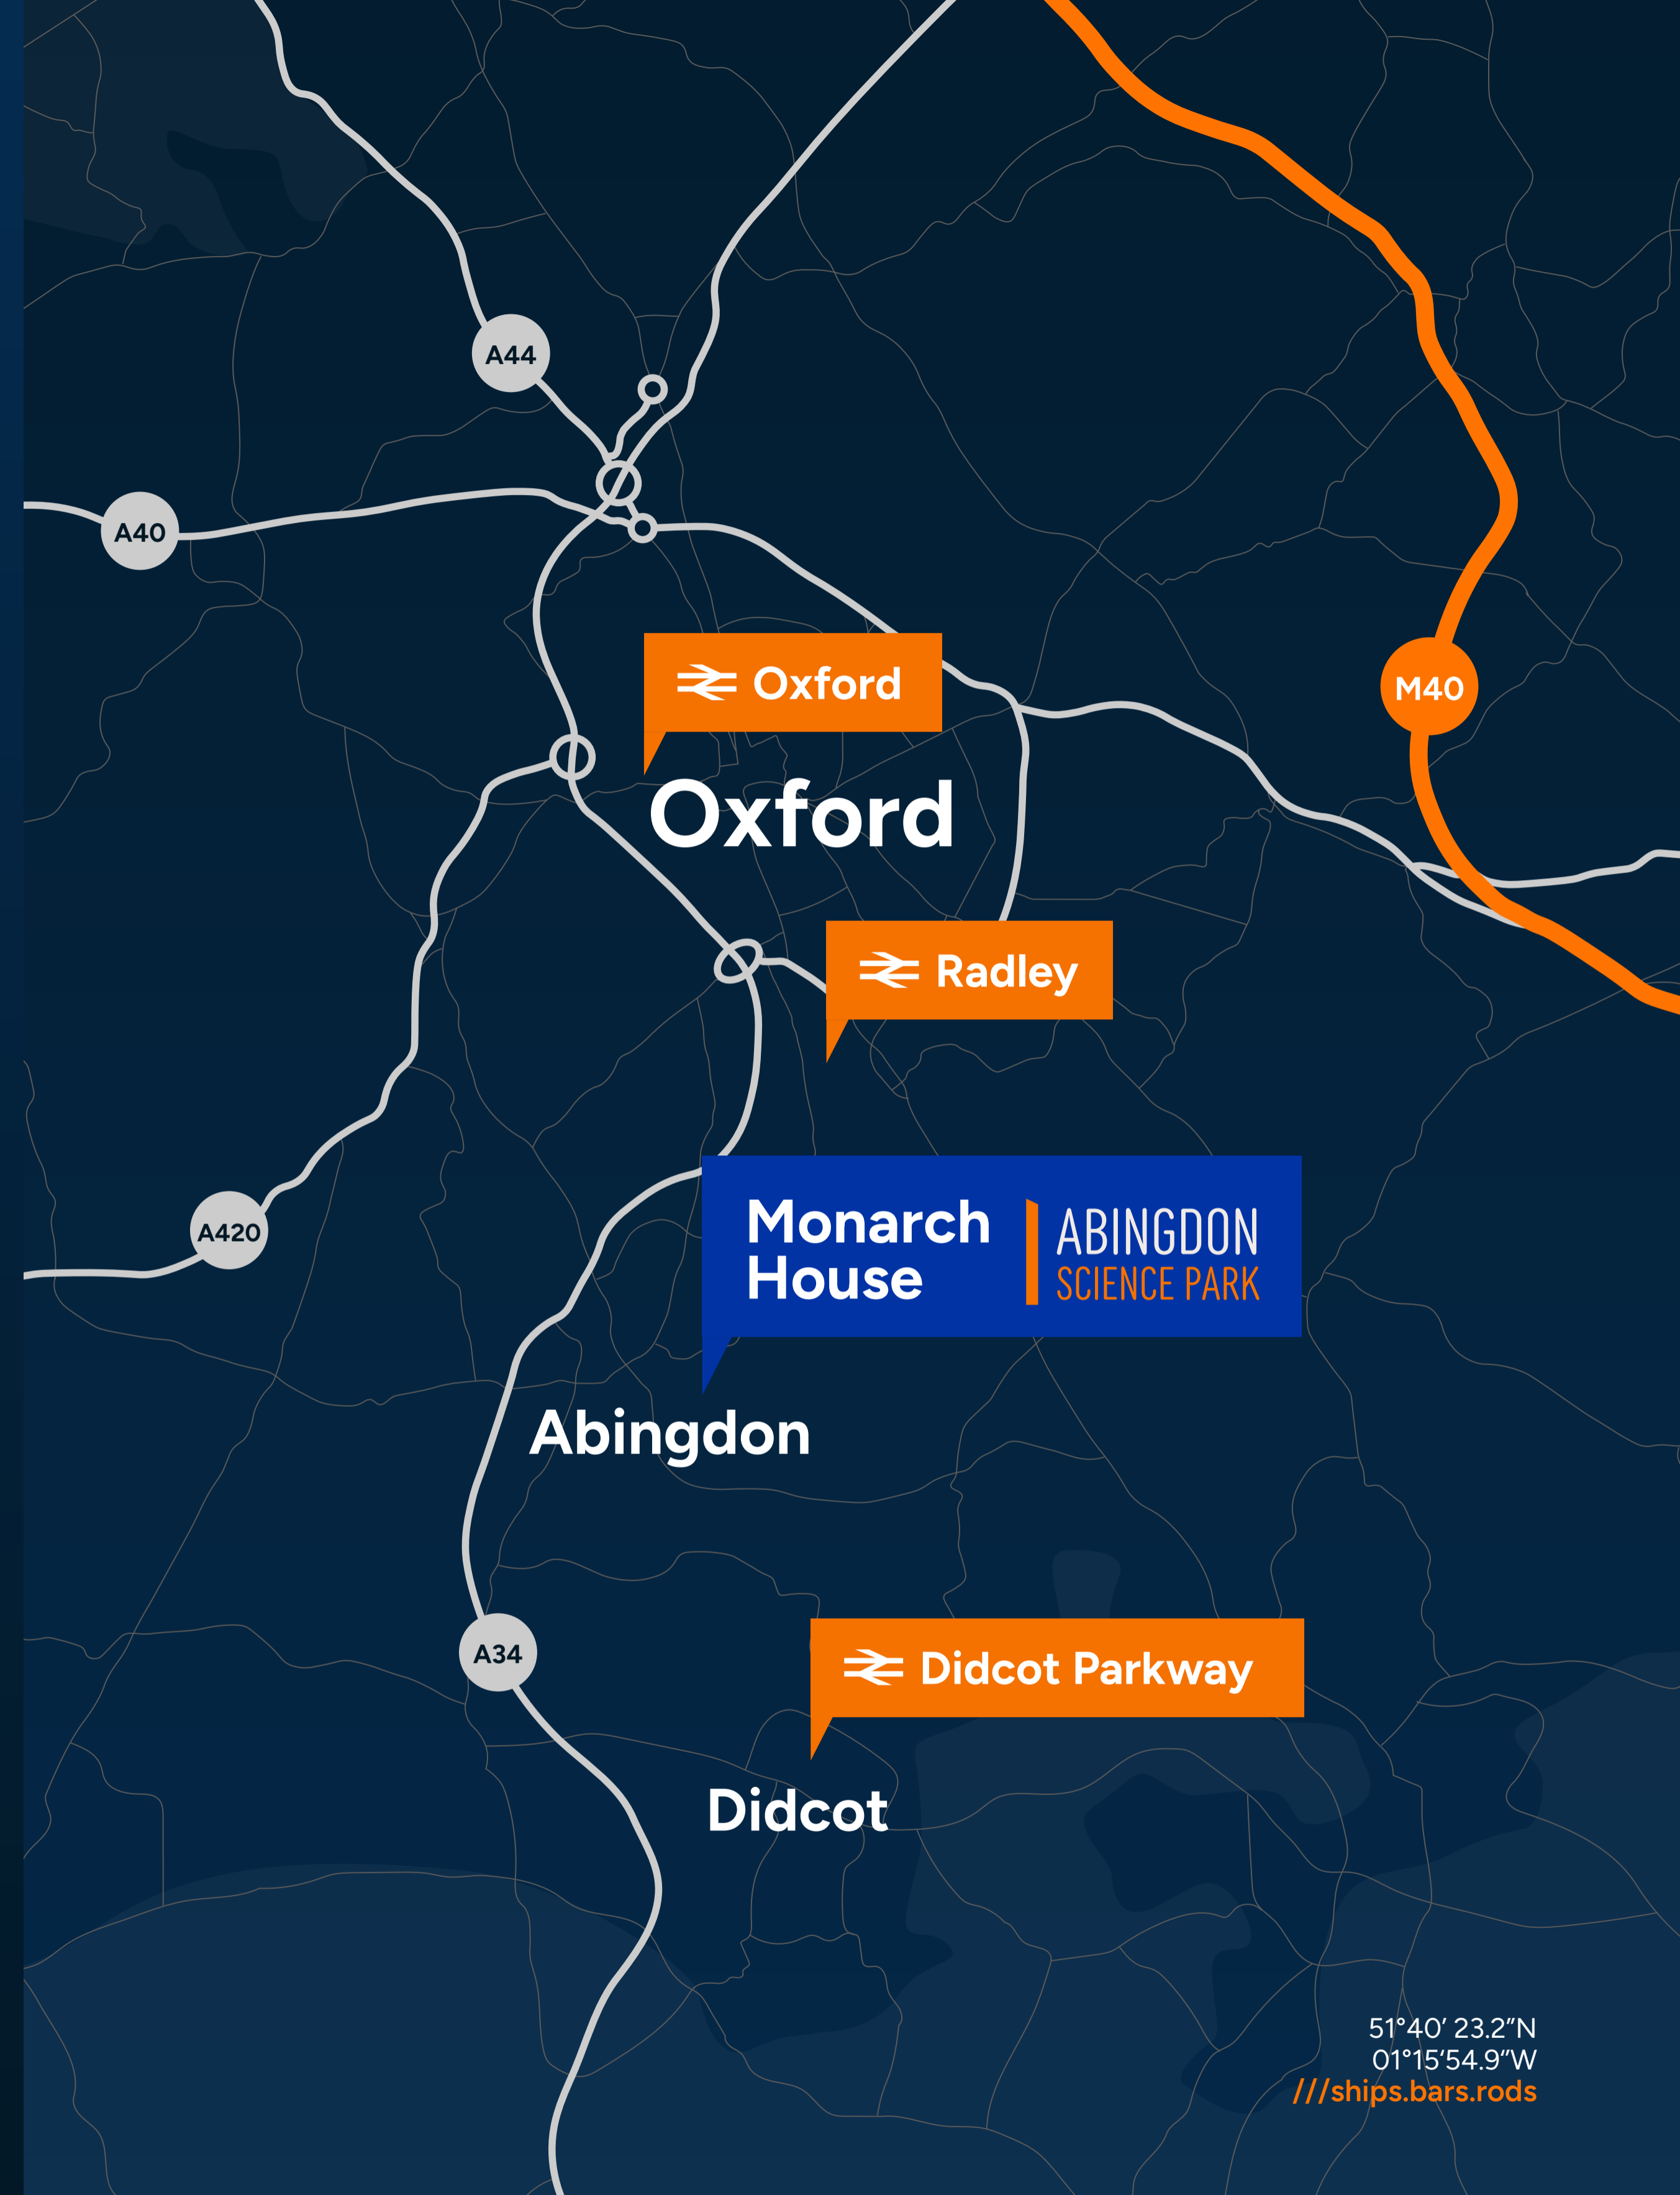 A44
A40
Oxford
M40
Oxford
Radley
Monarch
House
ABINGDON
SCIENCE PARK
A420
Abingdon
A34
Didcot Parkway
Didcot
51°40’ 23.2”N
01°15’54.9”W
///ships.bars.rods